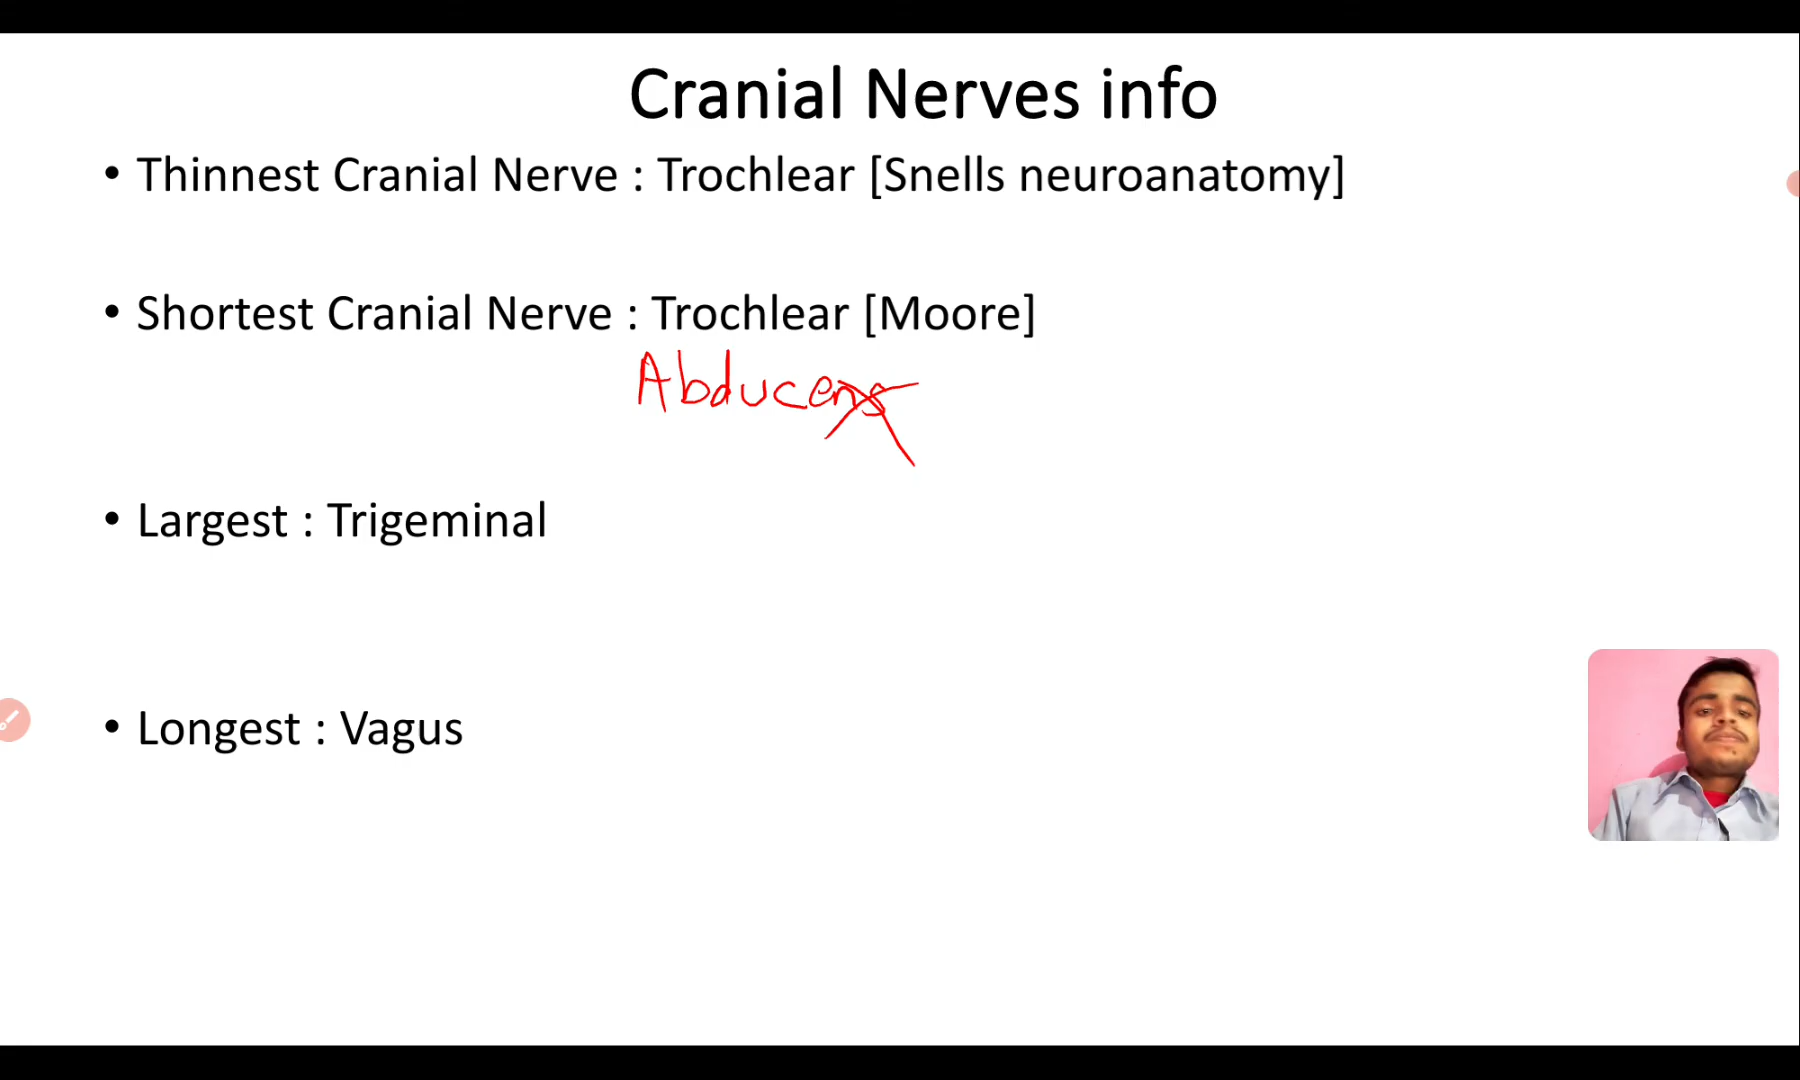 Cranial Nerves info
• Thinnest Cranial Nerve : Trochlear [Snells neuroanatomy]
• Shortest Cranial Nerve : Trochlear [Moore]
Abducens
• Largest : Trigeminal
• Longest : Vagus